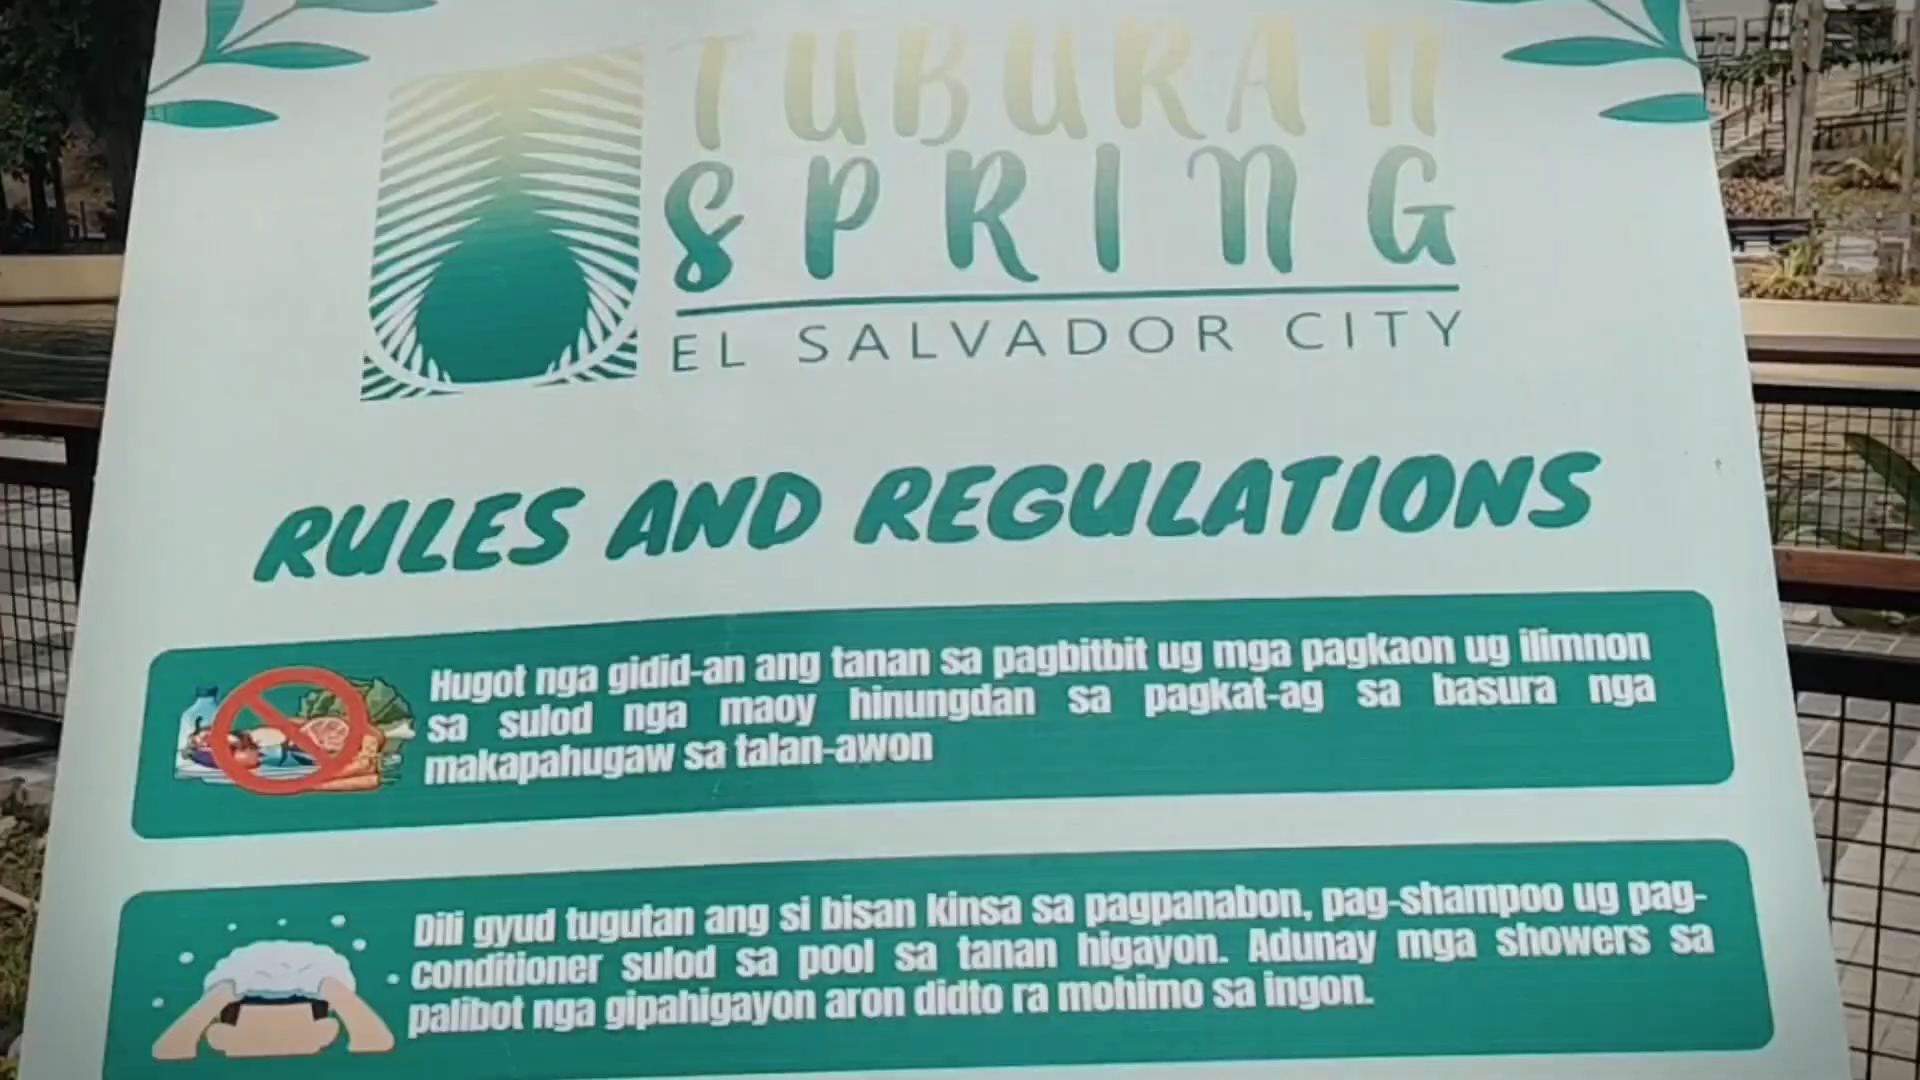 TUBURAN
SPRING
EL SALVADOR CITY
RULES AND REGULATIONS
Hugot nga gidid-an ang tanan sa pagbitbit ug mga pagkaon ug ilimnon
sa sulod nga maoy hinungdan sa pagkat-ag sa basura nga
makapahugaw sa talan-awon
Dili gyud tugutan ang si bisan kinsa sa pagpanabon, pag-shampoo ug pag-
conditioner sulod sa pool sa tanan higayon. Adunay mga showers sa
palibot nga gipahigayon aron didto ra mohimo sa ingon.